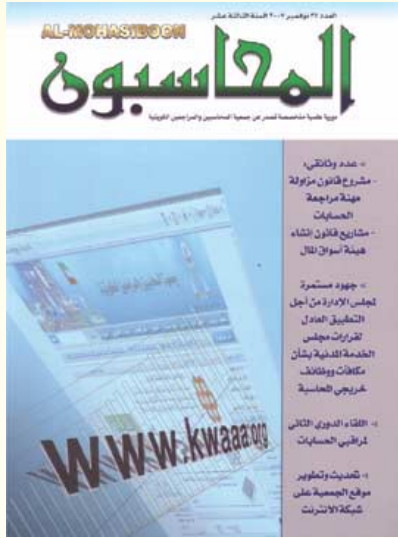 العدد ٣٧ نوفمبر ٢٠٠٧ السنة الثالثة عشر
AL-MOHASIBOON
المحاسبون
دورية علمية متخصصة تصدر عن جمعية المحاسبين والمراجعين الكويتية
» عدد وثائقي:
- مشروع قانون مزاولة
مهنة مراجعة
الحسابات
- مشاريع قانون إنشاء
هيئة أسواق المال
» جهود مستمرة
لمجلس الإدارة من أجل
التطبيق العادل
لقرارات مجلس
الخدمة المدنية بشأن
مكافآت ووظائف
خريجي المحاسبة
» اللقاء الدوري الثاني
لمراقبي الحسابات
» تحديث وتطوير
موقع الجمعية على
شبكة الانترنت
www.kwaaa.org